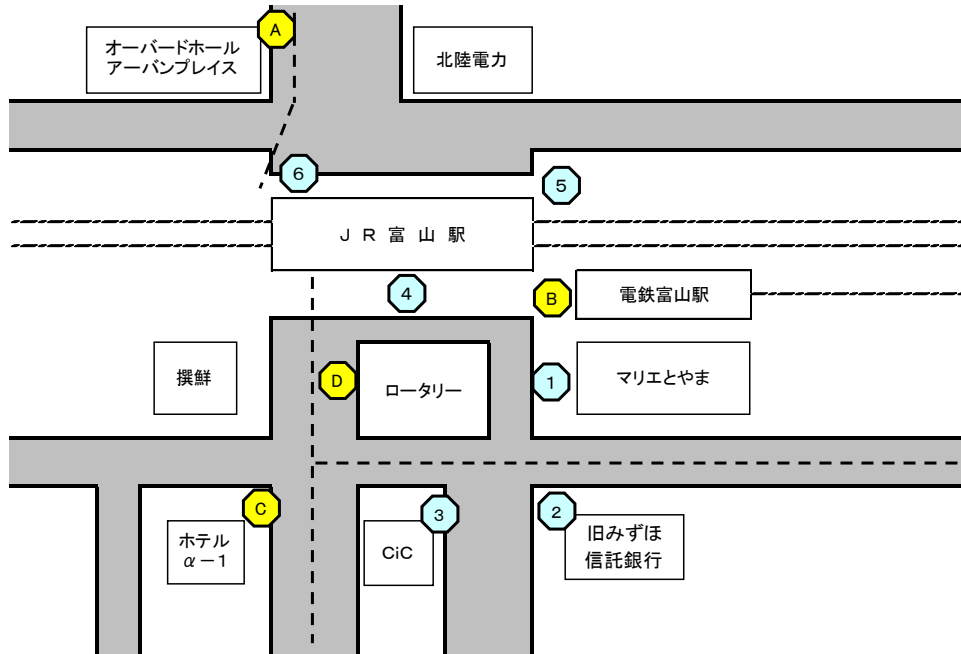 A
オーバードホール
アーバンプレイス
北陸電力
6
5
JR富山駅
4
B
電鉄富山駅
撰鮮
D
ロータリー
1
マリエとやま
C
3
2
ホテル
α－1
CiC
旧みずほ
信託銀行